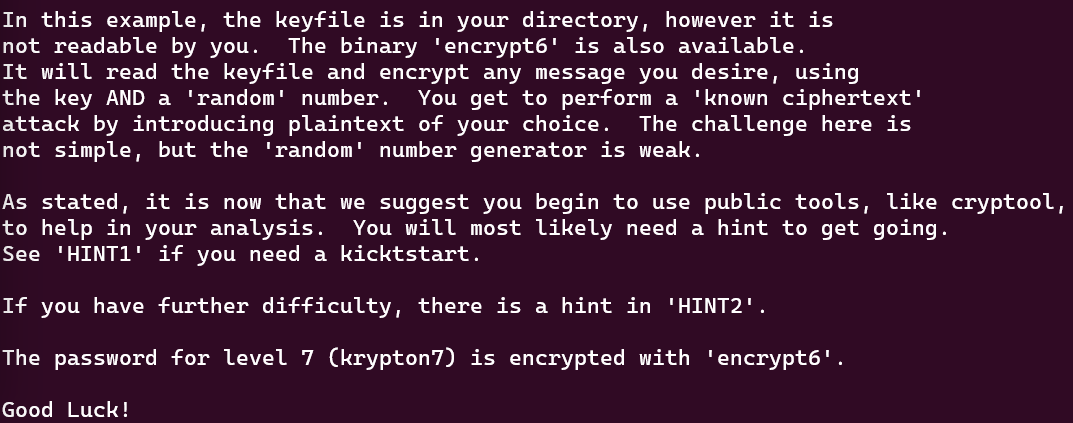 In this example, the keyfile is in your directory, however it is
not readable by you.  The binary 'encrypt6' is also available.
It will read the keyfile and encrypt any message you desire, using
the key AND a 'random' number.  You get to perform a 'known ciphertext'
attack by introducing plaintext of your choice.  The challenge here is
not simple, but the 'random' number generator is weak.
As stated, it is now that we suggest you begin to use public tools, like cryptool,
to help in your analysis.  You will most likely need a hint to get going.
See 'HINT1' if you need a kicktstart.
If you have further difficulty, there is a hint in 'HINT2'.
The password for level 7 (krypton7) is encrypted with 'encrypt6'.
Good Luck!